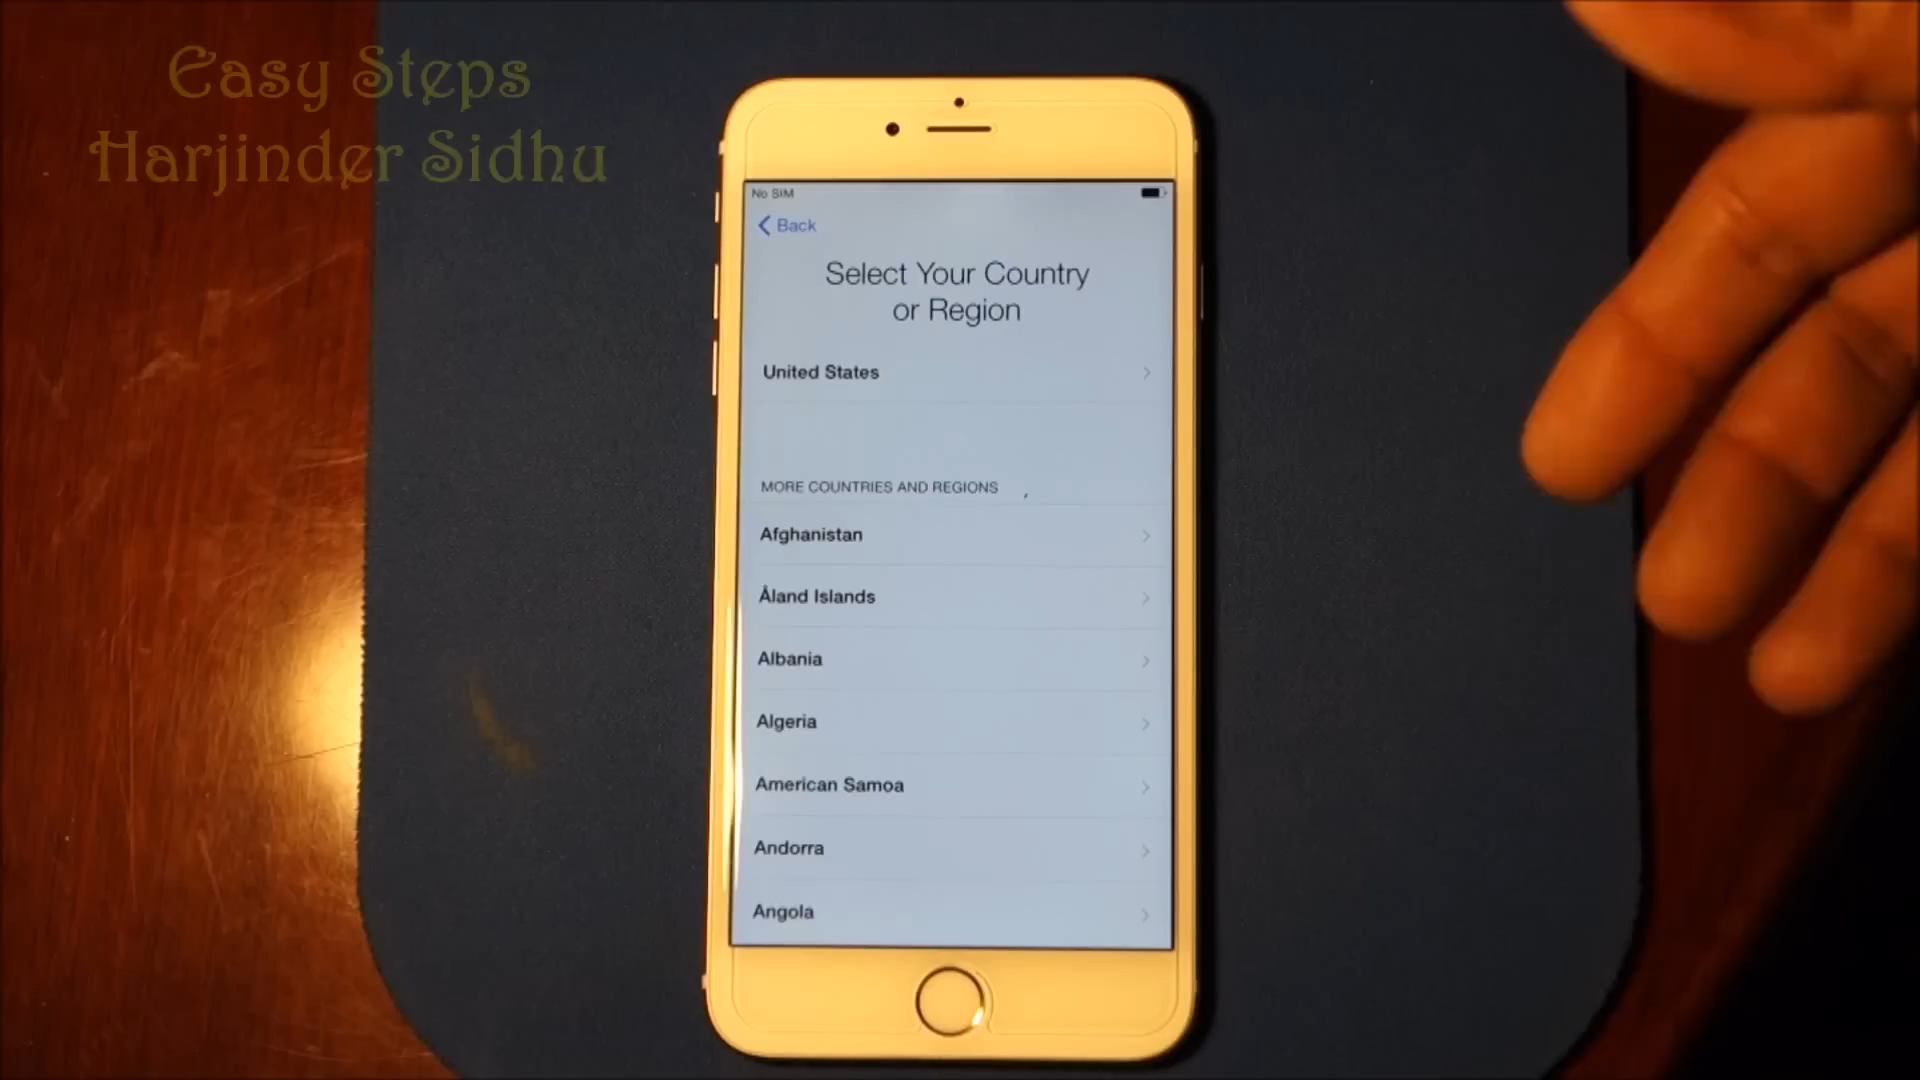 Easy Steps
Harjinder Sidhu
No SIM
Back
Select Your Country
or Region
United States
MORE COUNTRIES AND REGIONS
Afghanistan
Åland Islands
Albania
Algeria
American Samoa
Andorra
Angola